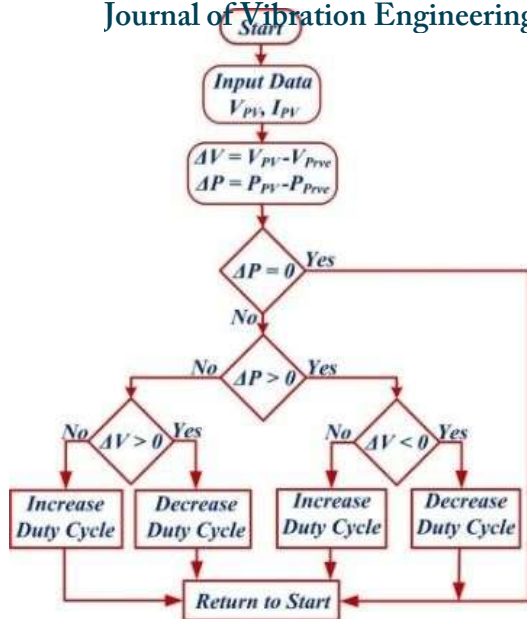 Journal of Vibration Engineering
Start
Input Data
V_PV, I_PV
ΔV = V_PV-V_Prve
ΔP = P_PV-P_Prve
ΔP = 0
Yes
No
No
ΔP > 0
Yes
No
ΔV > 0
Yes
No
ΔV < 0
Yes
Increase
Duty Cycle
Decrease
Duty Cycle
Increase
Duty Cycle
Decrease
Duty Cycle
Return to Start